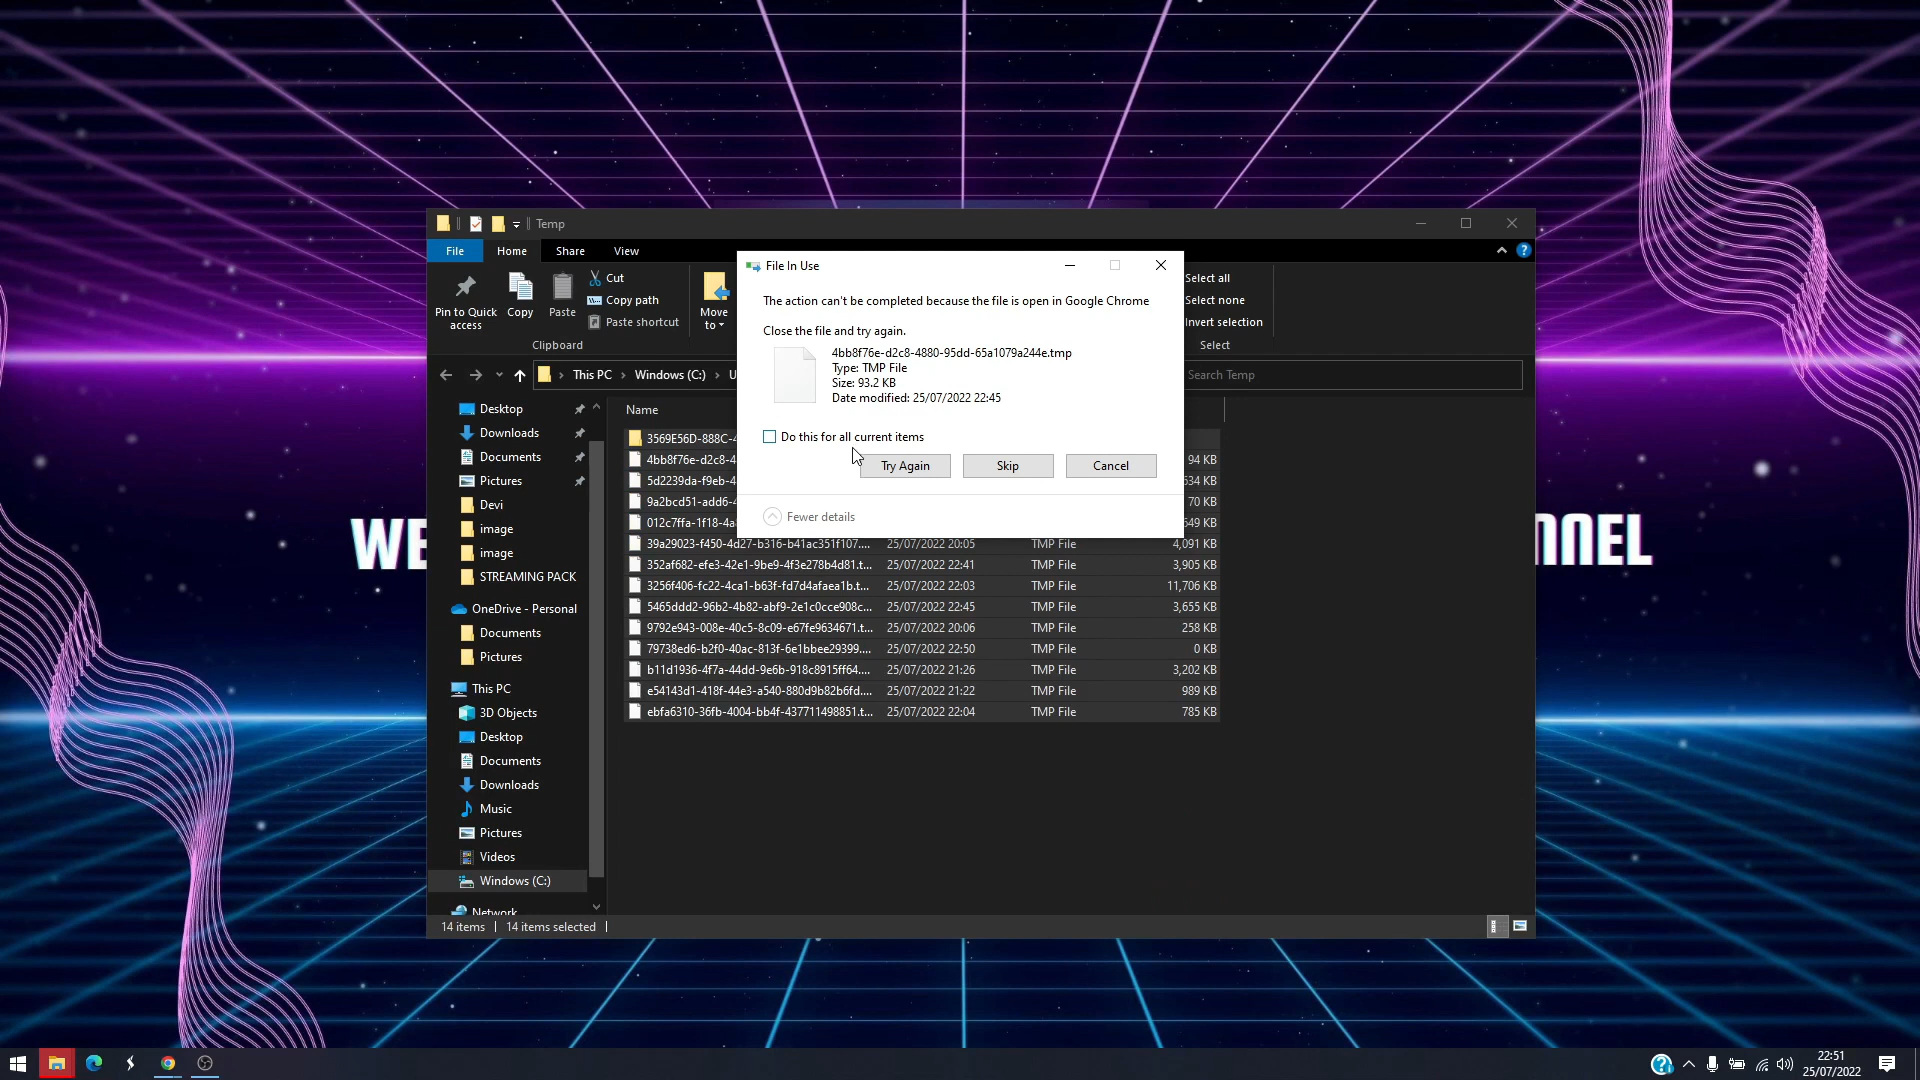 Temp
File Home Share View
Pin to Quick access
Copy
Paste
Cut
Copy path
Paste shortcut
Clipboard
Move to
Select all
Select none
Invert selection
Select
This PC
Windows (C:)
U
Search Temp
File In Use
The action can't be completed because the file is open in Google Chrome
Close the file and try again.
4bb8f76e-d2c8-4880-95dd-65a1079a244e.tmp
Type: TMP File
Size: 93.2 KB
Date modified: 25/07/2022 22:45
Do this for all current items
Try Again
Skip
Cancel
Fewer details
Desktop
Downloads
Documents
Pictures
Devi
image
image
STREAMING PACK
OneDrive - Personal
Documents
Pictures
This PC
3D Objects
Desktop
Documents
Downloads
Music
Pictures
Videos
Windows (C:)
Network
Name
3569E56D-888C-4
4bb8f76e-d2c8-4 94 KB
5d2239da-f9eb-4 634 KB
9a2bcd51-add6-4 70 KB
012c7ffa-1f18-4a 649 KB
39a29023-f450-4d27-b316-b41ac351f107.... 25/07/2022 20:05 TMP File 4,091 KB
352af682-efe3-42e1-9be9-4f3e278b4d81.t... 25/07/2022 22:41 TMP File 3,905 KB
3256f406-fc22-4ca1-b63f-fd7d4afaea1b.t... 25/07/2022 22:03 TMP File 11,706 KB
5465ddd2-96b2-4b82-abf9-2e1c0cce908c... 25/07/2022 22:45 TMP File 3,655 KB
9792e943-008e-40c5-8c09-e67fe9634671.t... 25/07/2022 20:06 TMP File 258 KB
79738ed6-b2f0-40ac-813f-6e1bbee29399.... 25/07/2022 22:50 TMP File 0 KB
b11d1936-4f7a-44dd-9e6b-918c8915ff64.... 25/07/2022 21:26 TMP File 3,202 KB
e54143d1-418f-44e3-a540-880d9b82b6fd.... 25/07/2022 21:22 TMP File 989 KB
ebfa6310-36fb-4004-bb4f-437711498851.t... 25/07/2022 22:04 TMP File 785 KB
14 items 14 items selected
WE
NNEL
22:51
25/07/2022